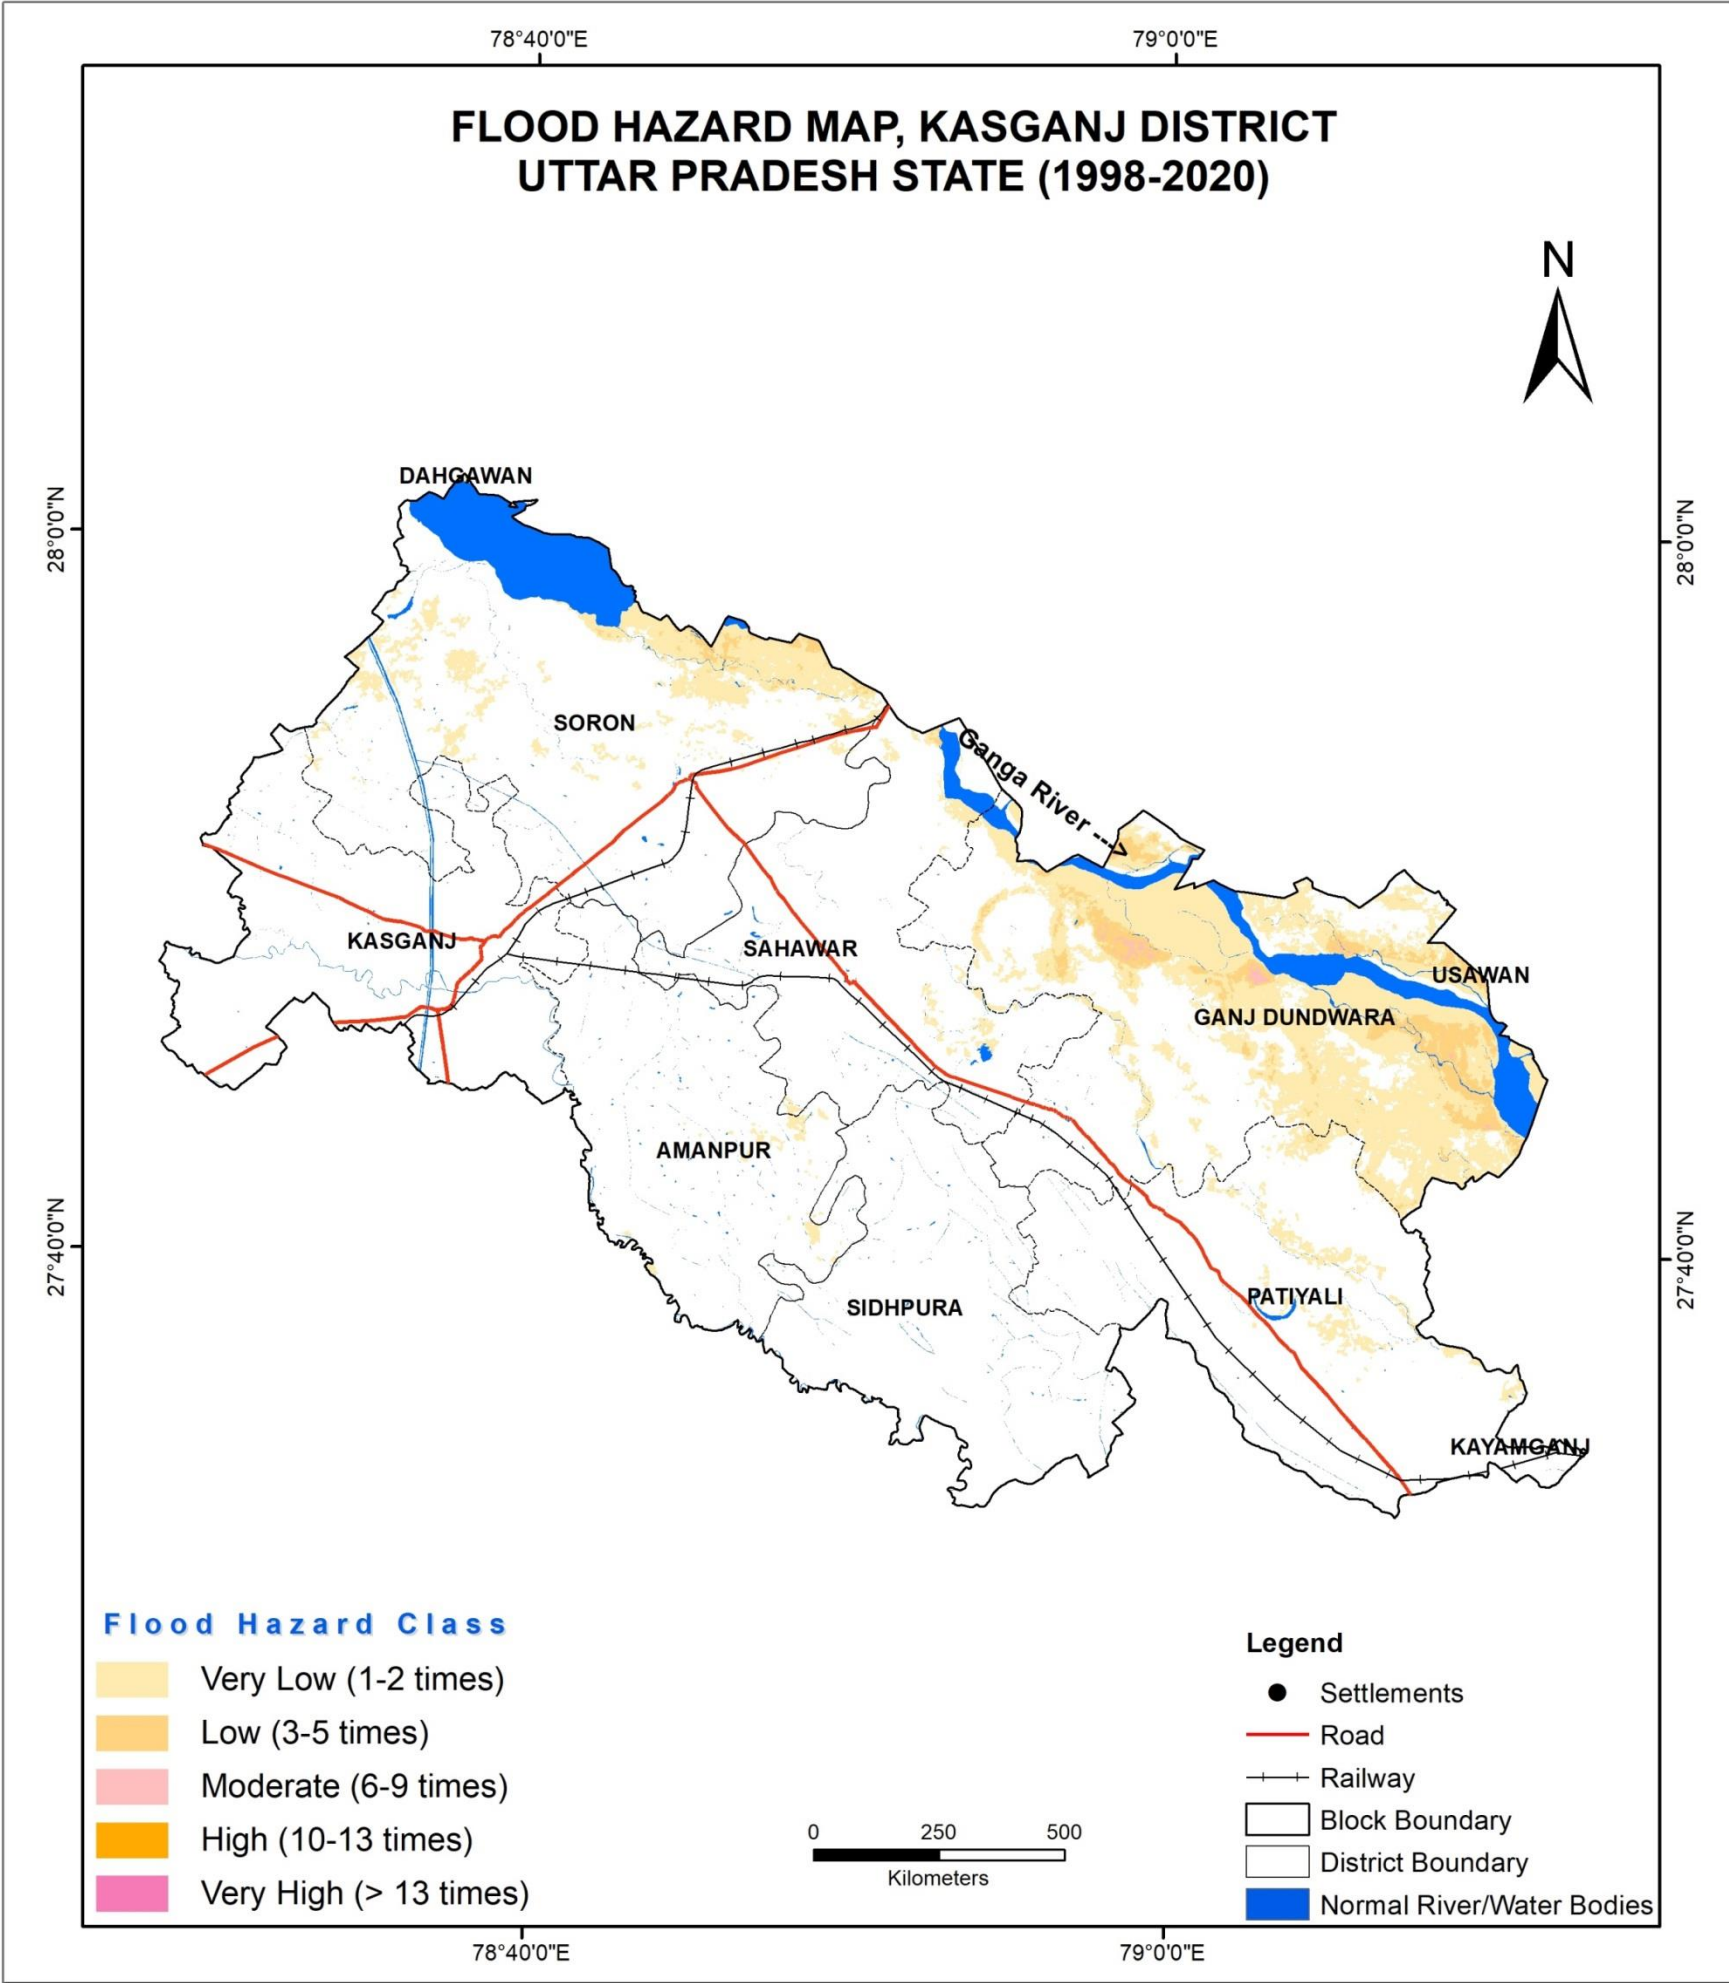 78°40'0"E
79°0'0"E
FLOOD HAZARD MAP, KASGANJ DISTRICT
UTTAR PRADESH STATE (1998-2020)
N
DAHGAWAN
28°0'0"N
28°0'0"N
SORON
Ganga River ---->
KASGANJ
SAHAWAR
USAWAN
GANJ DUNDWARA
AMANPUR
27°40'0"N
27°40'0"N
PATIYALI
SIDHPURA
KAYAMGANJ
Flood Hazard Class
Very Low (1-2 times)
Low (3-5 times)
Moderate (6-9 times)
High (10-13 times)
Very High (> 13 times)
0 250 500
Kilometers
Legend
Settlements
Road
Railway
Block Boundary
District Boundary
Normal River/Water Bodies
78°40'0"E
79°0'0"E